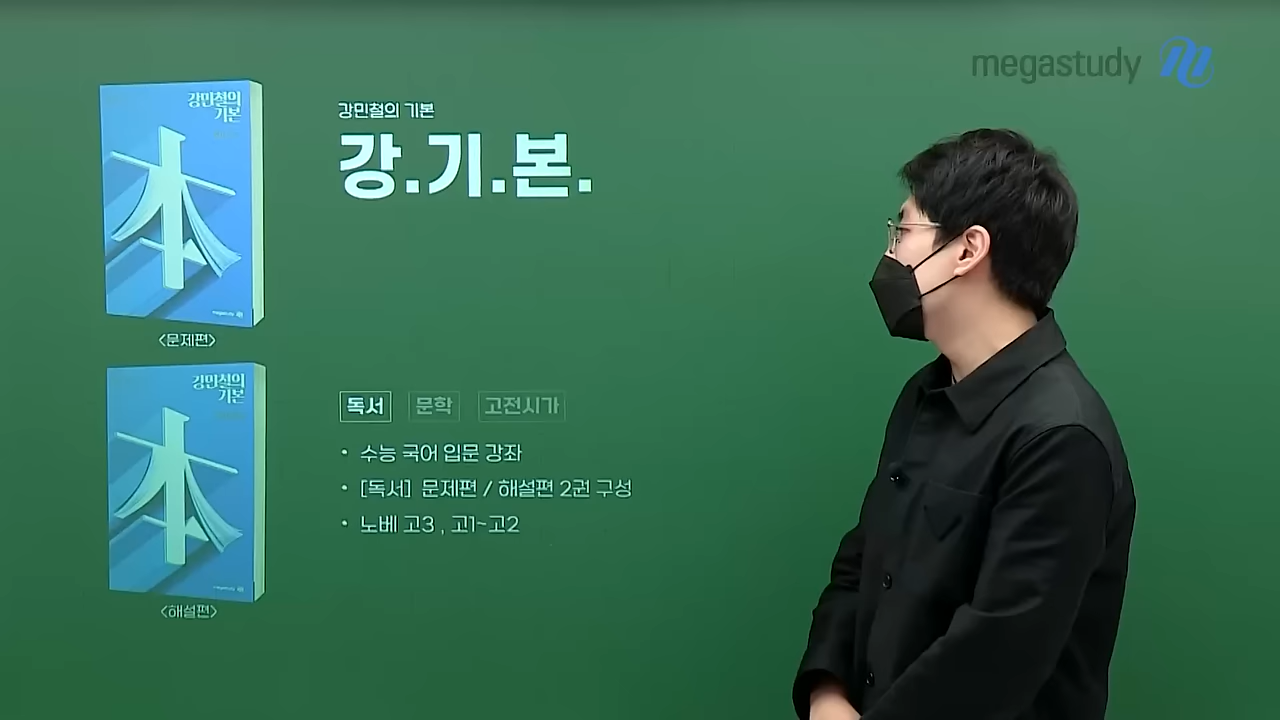 megastudy
강민철의
기본
<문제편>
강민철의
기본
<해설편>
강민철의 기본
강.기.본.
독서 문학 고전시가
• 수능 국어 입문 강좌
• [독서] 문제편 / 해설편 2권 구성
• 노베 고3 , 고1~고2